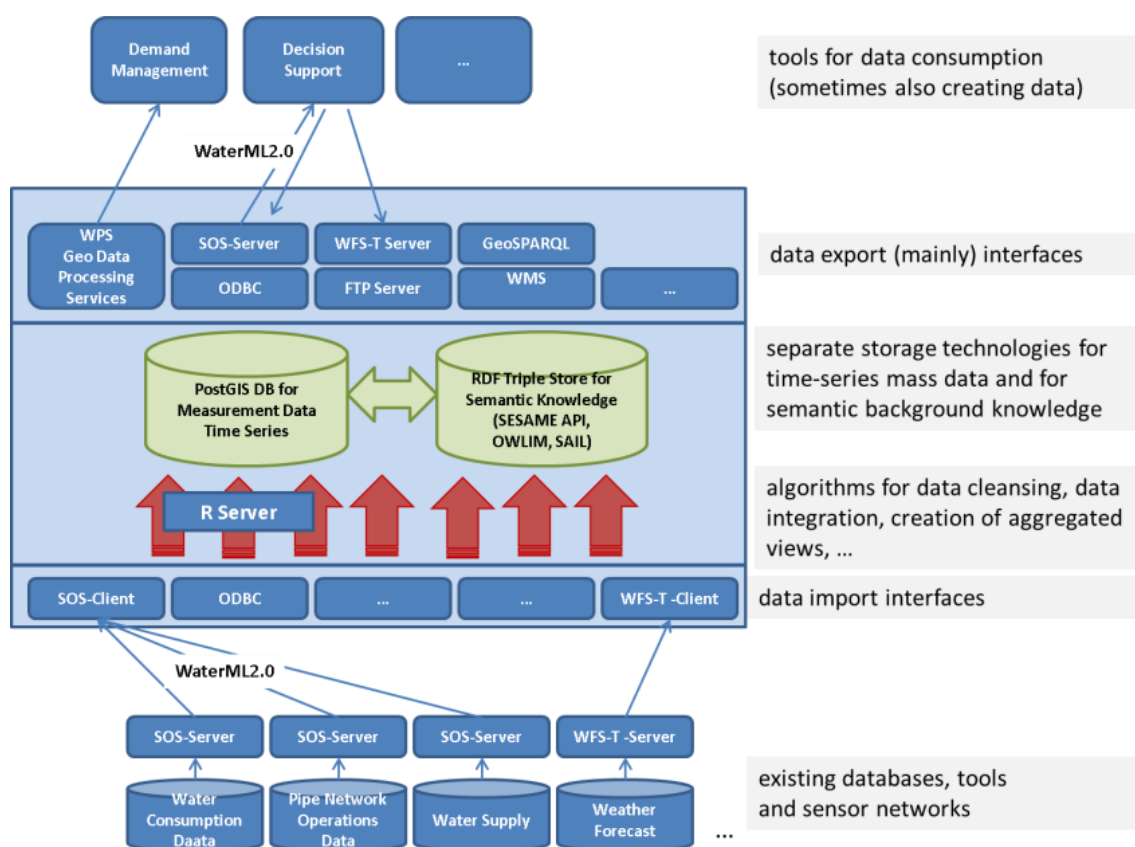 Demand
Management
Decision
Support
...
tools for data consumption
(sometimes also creating data)
WaterML2.0
WPS
Geo Data
Processing
Services
SOS-Server
WFS-T Server
GeoSPARQL
ODBC
FTP Server
WMS
...
data export (mainly) interfaces
PostGIS DB for
Measurement Data
Time Series
RDF Triple Store for
Semantic Knowledge
(SESAME API,
OWLIM, SAIL)
separate storage technologies for
time-series mass data and for
semantic background knowledge
R Server
algorithms for data cleansing, data
integration, creation of aggregated
views, ...
SOS-Client
ODBC
...
...
WFS-T -Client
data import interfaces
WaterML2.0
SOS-Server
SOS-Server
SOS-Server
WFS-T -Server
Water
Consumption
Daata
Pipe Network
Operations
Data
Water Supply
Weather
Forecast
...
existing databases, tools
and sensor networks